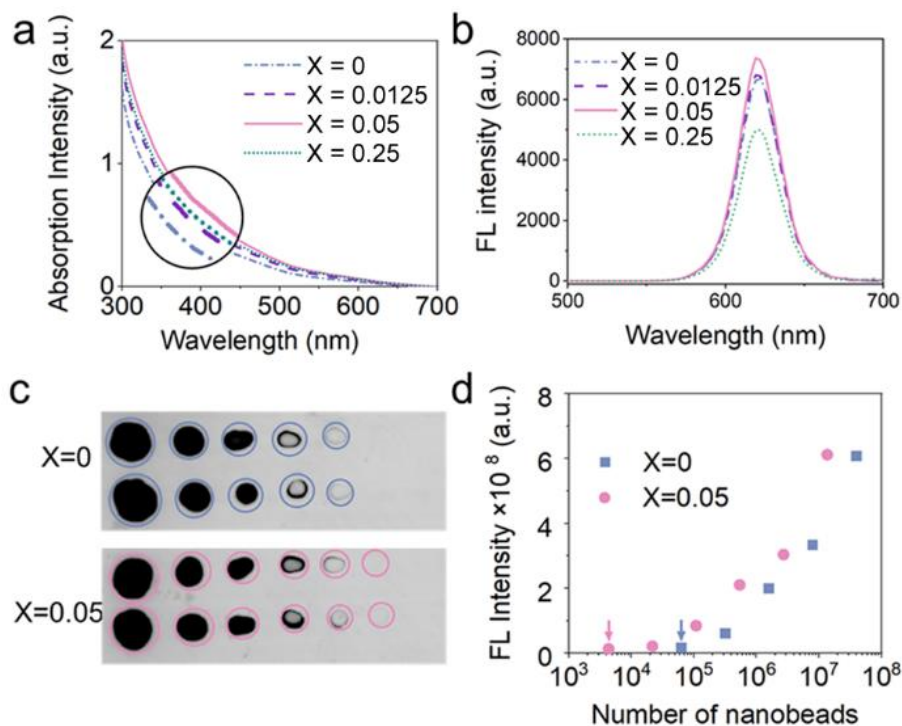 a
Absorption Intensity (a.u.)
2
1
0
X = 0
X = 0.0125
X = 0.05
X = 0.25
300 400 500 600 700
Wavelength (nm)
b
FL intensity (a.u.)
8000
6000
4000
2000
0
X = 0
X = 0.0125
X = 0.05
X = 0.25
500 600 700
Wavelength (nm)
c
X=0
X=0.05
d
FL Intensity ×10 ⁸ (a.u.)
8
6
4
2
0
X=0
X=0.05
10³ 10⁴ 10⁵ 10⁶ 10⁷ 10⁸
Number of nanobeads